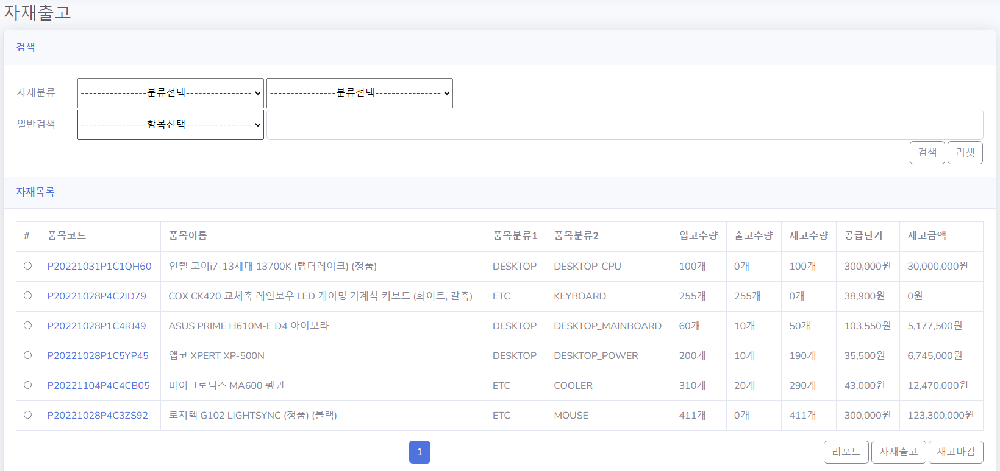 자재출고
검색
자재분류 ----------------분류선택---------------- ----------------분류선택----------------
일반검색 ----------------항목선택----------------
검색 리셋
자재목록
# 품목코드 품목이름 품목분류1 품목분류2 입고수량 출고수량 재고수량 공급단가 재고금액
P20221031P1C1QH60 인텔 코어i7-13세대 13700K (랩터레이크) (정품) DESKTOP DESKTOP_CPU 100개 0개 100개 300,000원 30,000,000원
P20221028P4C2ID79 COX CK420 교체축 레인보우 LED 게이밍 기계식 키보드 (화이트, 갈축) ETC KEYBOARD 255개 255개 0개 38,900원 0원
P20221028P1C4RJ49 ASUS PRIME H610M-E D4 아이보라 DESKTOP DESKTOP_MAINBOARD 60개 10개 50개 103,550원 5,177,500원
P20221028P1C5YP45 앱코 XPERT XP-500N DESKTOP DESKTOP_POWER 200개 10개 190개 35,500원 6,745,000원
P20221104P4C4CB05 마이크로닉스 MA600 펭귄 ETC COOLER 310개 20개 290개 43,000원 12,470,000원
P20221028P4C3ZS92 로지텍 G102 LIGHTSYNC (정품) (블랙) ETC MOUSE 411개 0개 411개 300,000원 123,300,000원
1 리포트 자재출고 재고마감